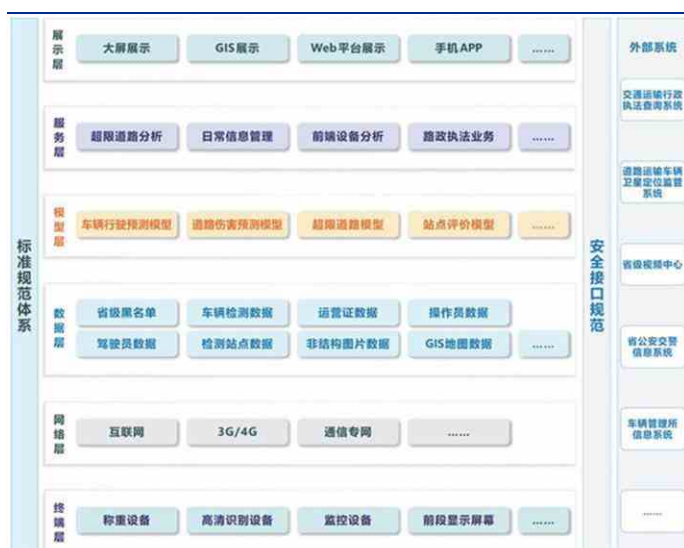 标准规范体系
展示层
大屏展示
GIS展示
Web平台展示
手机APP
……
服务层
超限道路分析
日常信息管理
前端设备分析
路政执法业务
……
模型层
车辆行驶预测模型
道路伤害预测模型
超限道路模型
站点评价模型
……
数据层
省级黑名单
车辆检测数据
运营证数据
操作员数据
驾驶员数据
检测站点数据
非结构图片数据
GIS地图数据
……
网络层
互联网
3G/4G
通信专网
……
终端层
称重设备
高清识别设备
监控设备
前段显示屏幕
……
安全接口规范
外部系统
交通运输行政
执法查询系统
道路运输车辆
卫星定位监管
系统
省级视频中心
省公安交警
信息系统
车辆管理所
信息系统
……